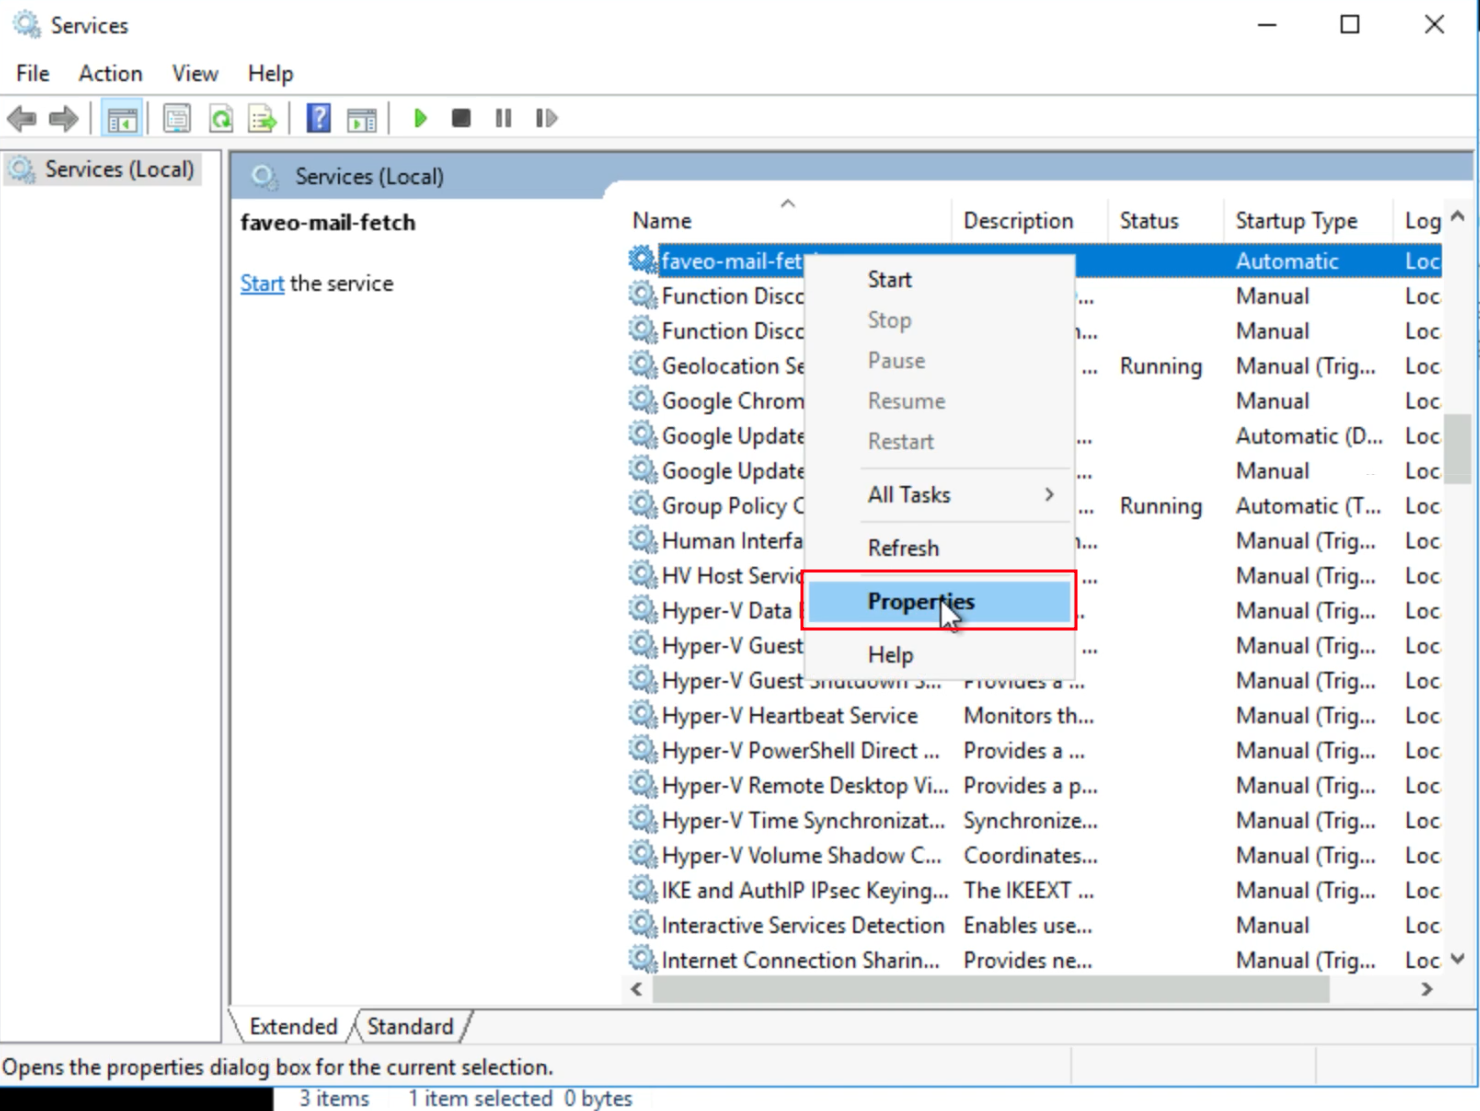 Services
File Action View Help
Services (Local)
Services (Local)
faveo-mail-fetch
Start the service
Name Description Status Startup Type Log
faveo-mail-fet Automatic Loc
Function Disco ... Manual Loc
Function Disco ... Manual Loc
Geolocation Se ... Running Manual (Trig... Loc
Google Chrom Manual Loc
Google Update ... Automatic (D... Loc
Google Update ... Manual Loc
Group Policy C ... Running Automatic (T... Loc
Human Interfa ... Manual (Trig... Loc
HV Host Servic ... Manual (Trig... Loc
Hyper-V Data ... Manual (Trig... Loc
Hyper-V Guest ... Manual (Trig... Loc
Hyper-V Guest Shutdown S... Provides a ... Manual (Trig... Loc
Hyper-V Heartbeat Service Monitors th... Manual (Trig... Loc
Hyper-V PowerShell Direct ... Provides a ... Manual (Trig... Loc
Hyper-V Remote Desktop Vi... Provides a p... Manual (Trig... Loc
Hyper-V Time Synchronizat... Synchronize... Manual (Trig... Loc
Hyper-V Volume Shadow C... Coordinates... Manual (Trig... Loc
IKE and AuthIP IPsec Keying... The IKEEXT ... Manual (Trig... Loc
Interactive Services Detection Enables use... Manual Loc
Internet Connection Sharin... Provides ne... Manual (Trig... Loc
Start
Stop
Pause
Resume
Restart
All Tasks
Refresh
Properties
Help
Extended Standard
Opens the properties dialog box for the current selection.
3 items 1 item selected 0 bytes